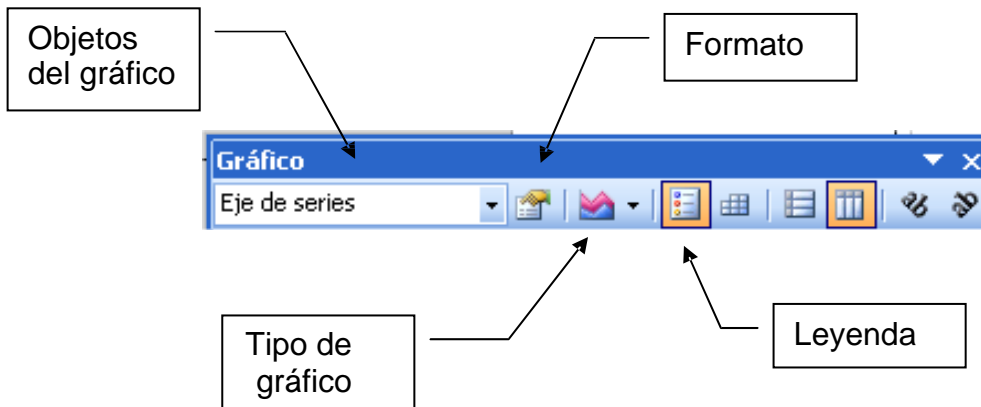 Objetos
del gráfico
Formato
Gráfico
Eje de series
Tipo de
gráfico
Leyenda